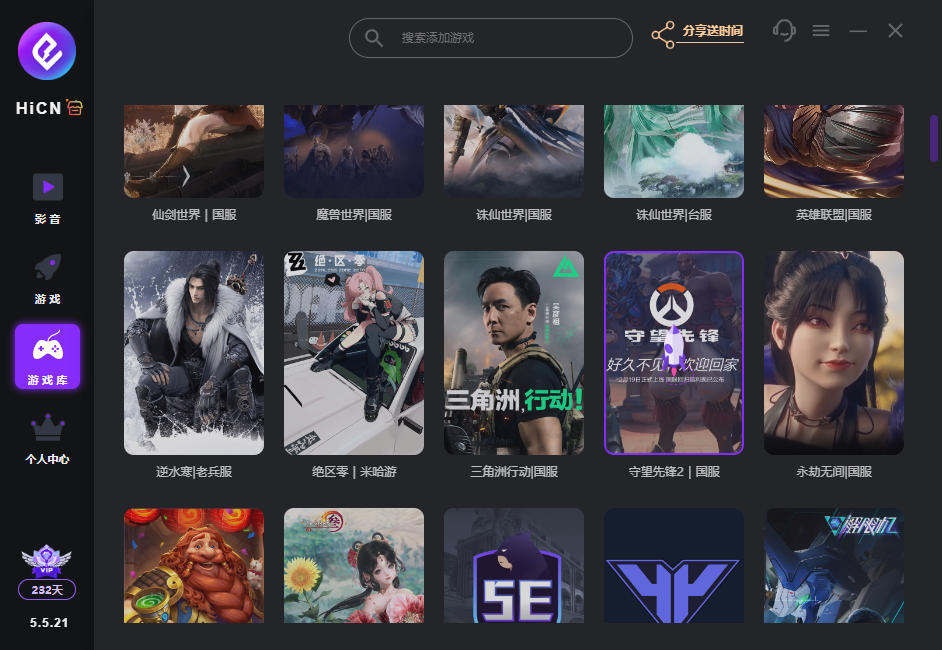 搜索添加游戏
分享送时间
HiCN
影音
游戏
游戏库
个人中心
VIP
232天
5.5.21
仙剑世界 | 国服
魔兽世界|国服
诛仙世界|国服
诛仙世界|台服
英雄联盟|国服
绝·区·零
三角洲,行动!
守望先锋
好久不见 欢迎回家
逆水寒|老兵服
绝区零 | 米哈游
三角洲行动|国服
守望先锋2 | 国服
永劫无间|国服
SE
解限机